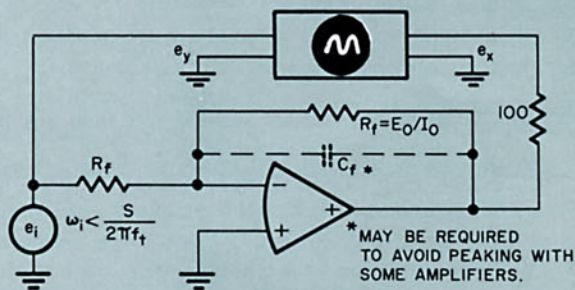 e_y
e_x
R_f=E_O/I_O
100
C_f *
R_f
−
+
+
e_i
ω_i < S/2πf_t
* MAY BE REQUIRED
TO AVOID PEAKING WITH
SOME AMPLIFIERS.